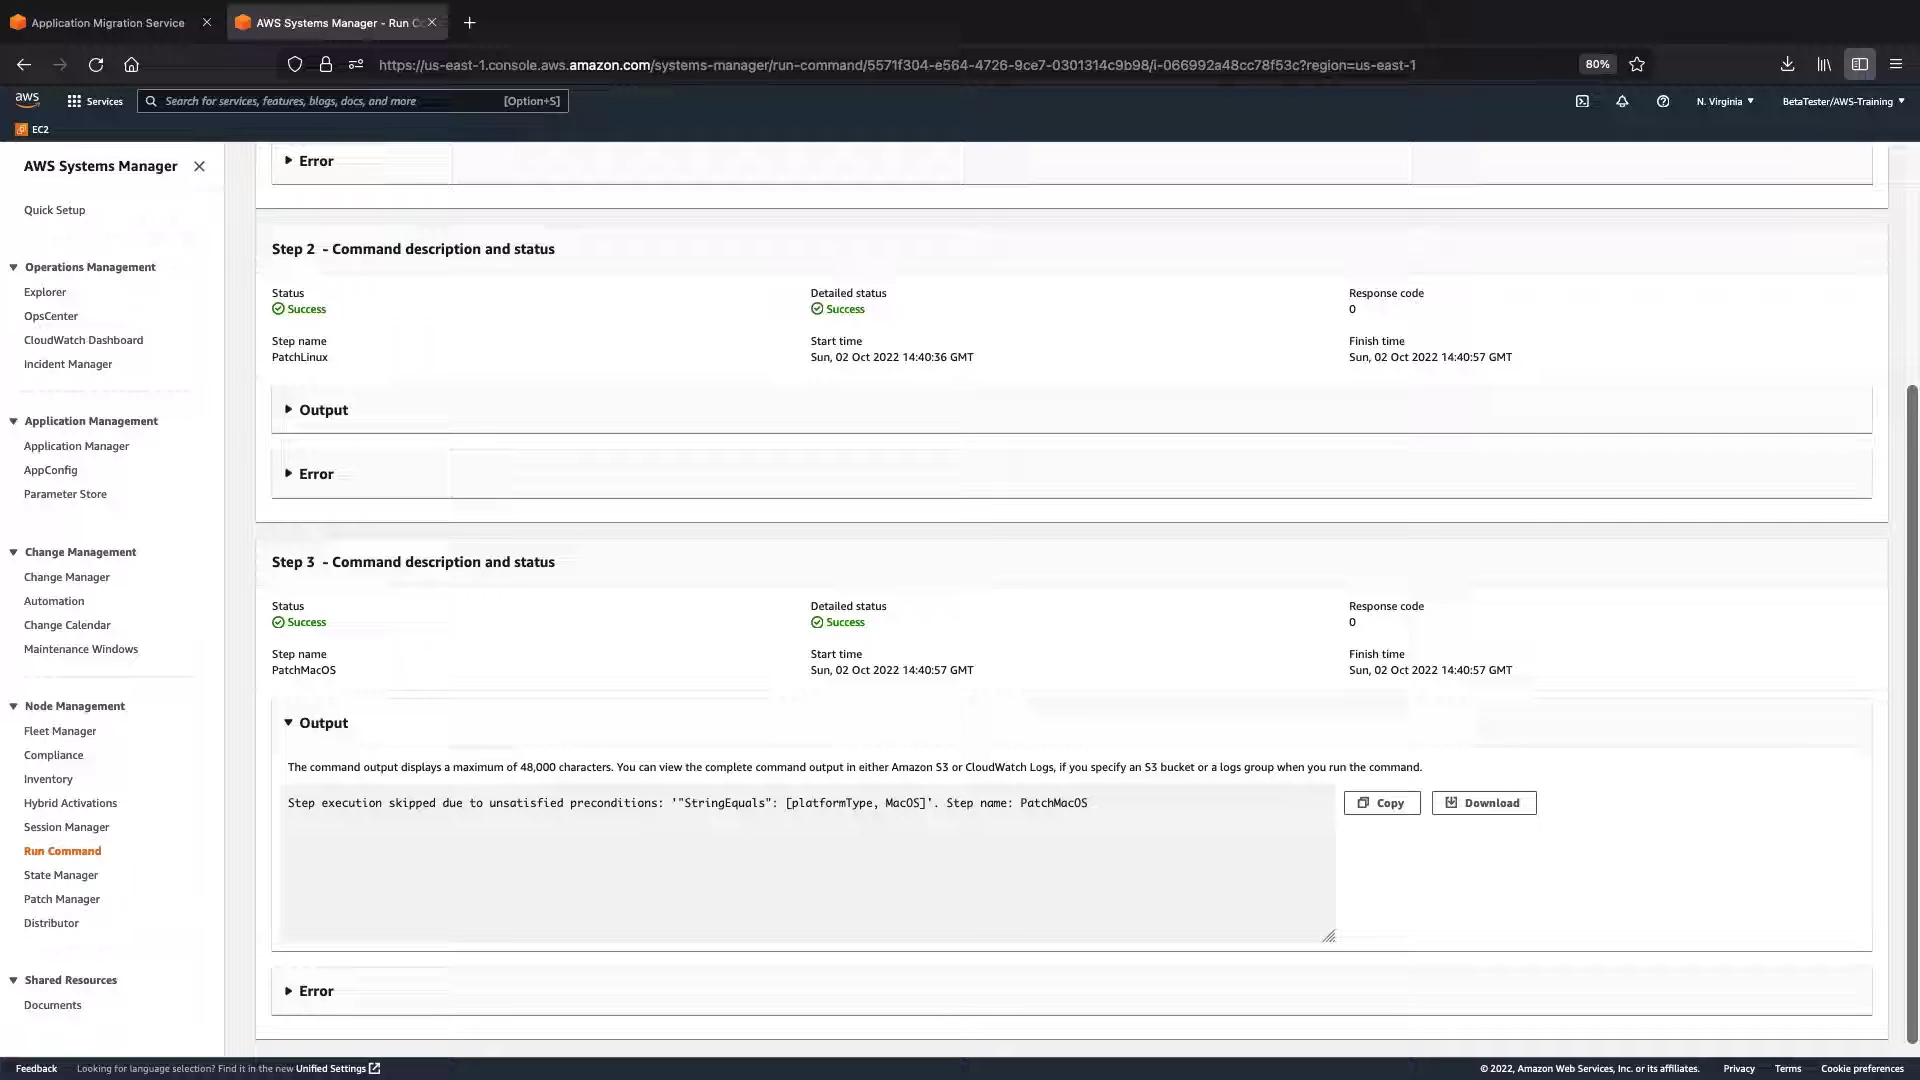 Application Migration Service
AWS Systems Manager - Run C
https://us-east-1.console.aws.amazon.com/systems-manager/run-command/5571f304-e564-4726-9ce7-0301314c9b98/i-066992a48cc78f53c?region=us-east-1
80%
aws
Services
Search for services, features, blogs, docs, and more
[Option+S]
N. Virginia
BetaTester/AWS-Training
EC2
AWS Systems Manager
Quick Setup
Operations Management
Explorer
OpsCenter
CloudWatch Dashboard
Incident Manager
Application Management
Application Manager
AppConfig
Parameter Store
Change Management
Change Manager
Automation
Change Calendar
Maintenance Windows
Node Management
Fleet Manager
Compliance
Inventory
Hybrid Activations
Session Manager
Run Command
State Manager
Patch Manager
Distributor
Shared Resources
Documents
Error
Step 2 - Command description and status
Status
Success
Detailed status
Success
Response code
0
Step name
PatchLinux
Start time
Sun, 02 Oct 2022 14:40:36 GMT
Finish time
Sun, 02 Oct 2022 14:40:57 GMT
Output
Error
Step 3 - Command description and status
Status
Success
Detailed status
Success
Response code
0
Step name
PatchMacOS
Start time
Sun, 02 Oct 2022 14:40:57 GMT
Finish time
Sun, 02 Oct 2022 14:40:57 GMT
Output
The command output displays a maximum of 48,000 characters. You can view the complete command output in either Amazon S3 or CloudWatch Logs, if you specify an S3 bucket or a logs group when you run the command.
Step execution skipped due to unsatisfied preconditions: '"StringEquals": [platformType, MacOS]'. Step name: PatchMacOS
Copy
Download
Error
Feedback
Looking for language selection? Find it in the new Unified Settings
© 2022, Amazon Web Services, Inc. or its affiliates.
Privacy
Terms
Cookie preferences